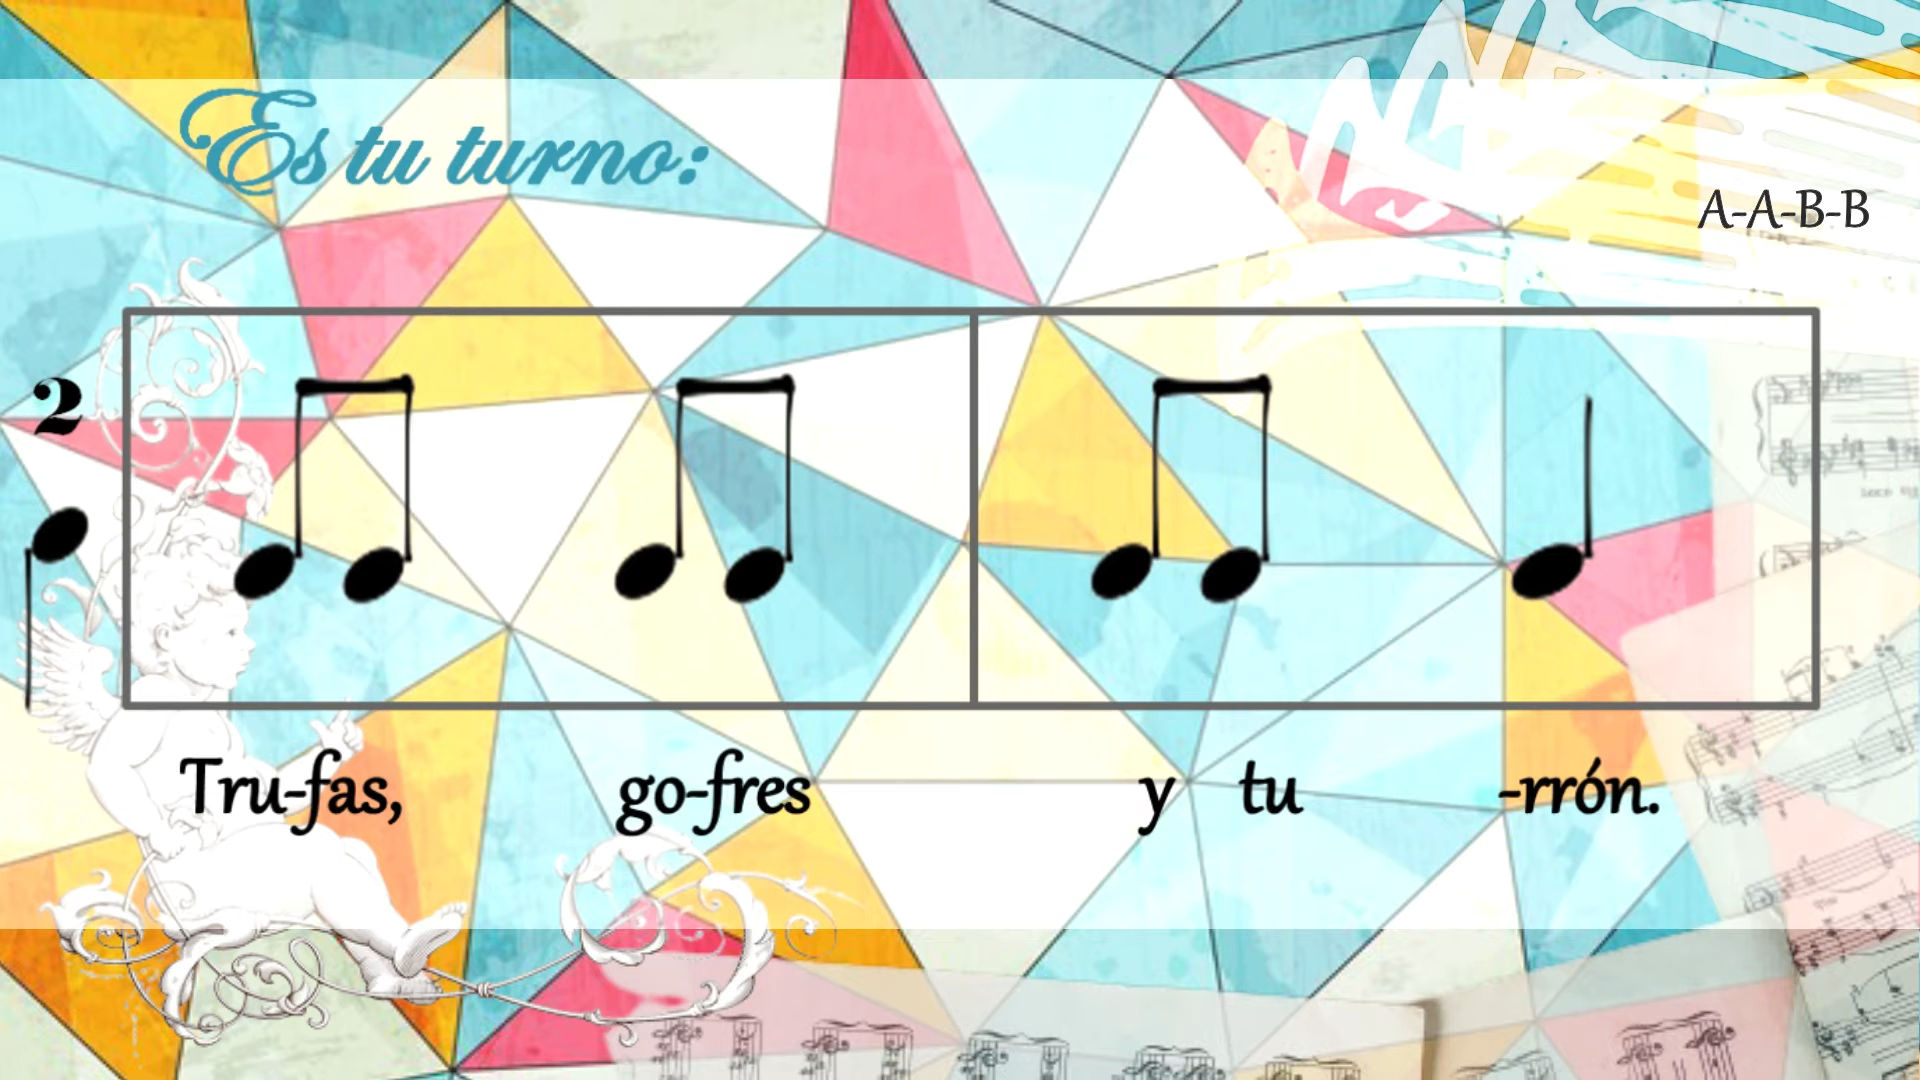 Es tu turno:
A-A-B-B
2
Tru-fas, go-fres y tu -rrón.